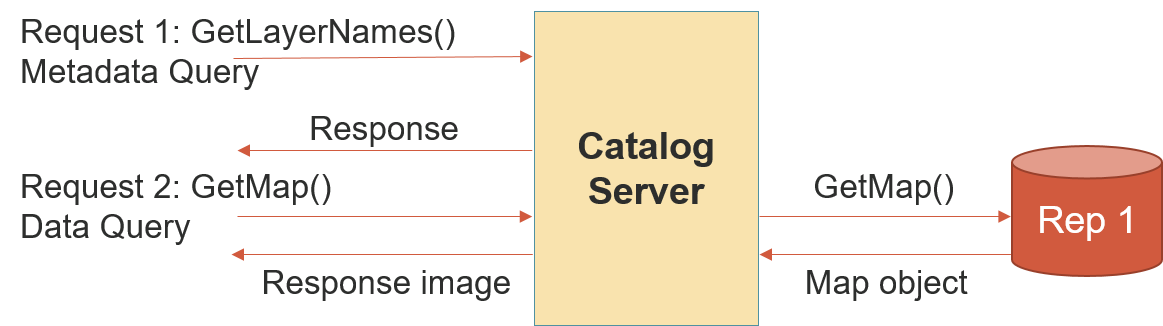 Request 1: GetLayerNames()
Metadata Query
Response
Request 2: GetMap()
Data Query
Response image
Catalog
Server
GetMap()
Map object
Rep 1